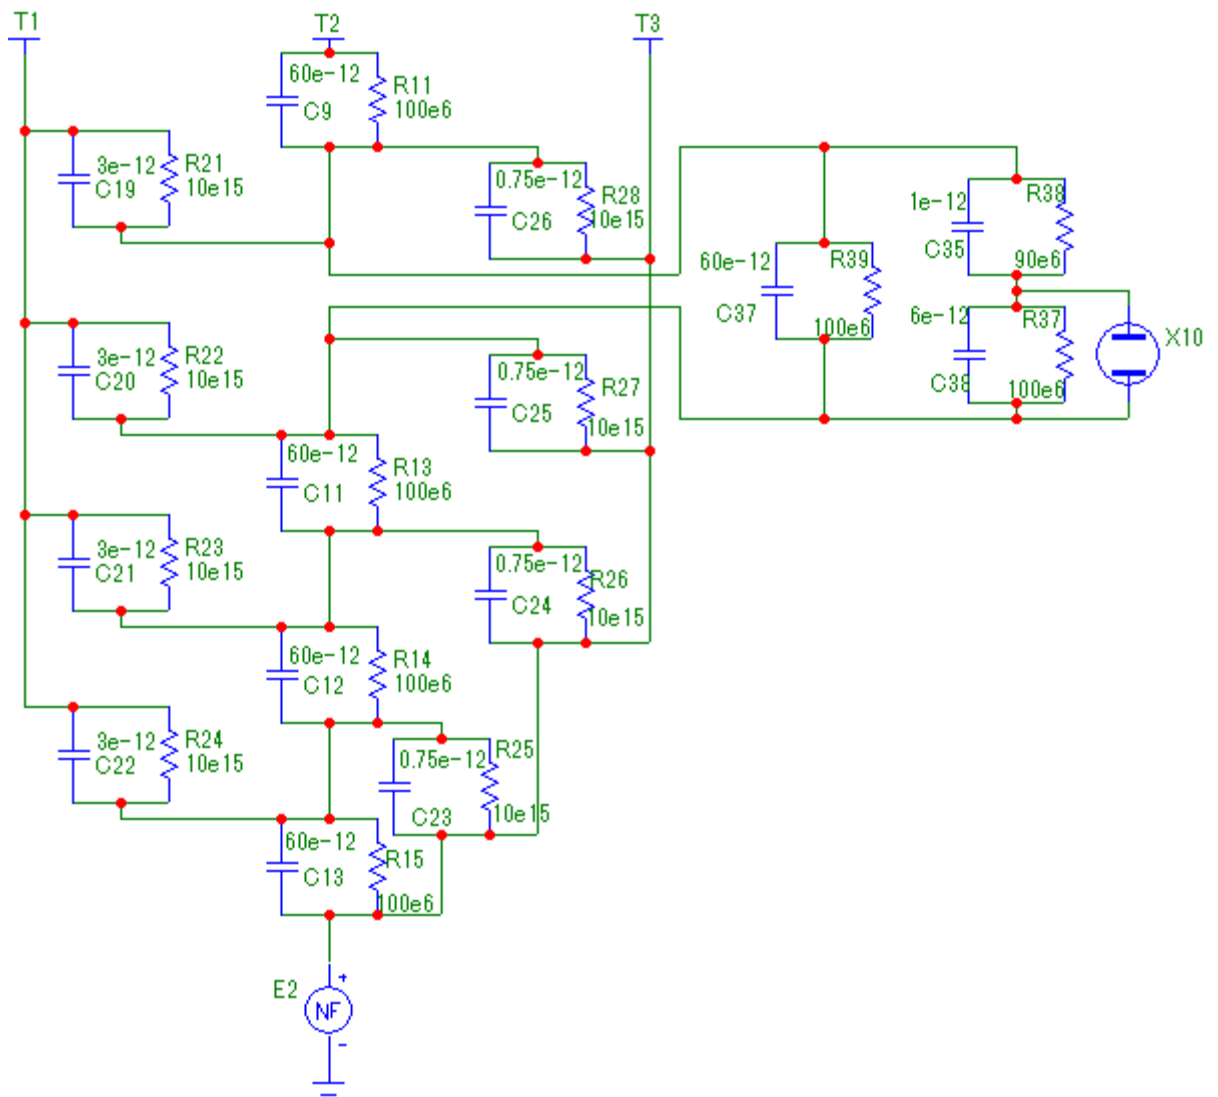 T1
T2
T3
60e-12
R11
C9
100e6
3e-12
R21
C19
10e15
0.75e-12
R28
C26
10e15
1e-12
R38
C35
90e6
60e-12
R39
C37
100e6
6e-12
R37
C38
100e6
X10
3e-12
R22
C20
10e15
0.75e-12
R27
C25
10e15
60e-12
R13
C11
100e6
3e-12
R23
C21
10e15
0.75e-12
R26
C24
10e15
60e-12
R14
C12
100e6
3e-12
R24
C22
10e15
0.75e-12
R25
C23
10e15
60e-12
R15
C13
100e6
E2
+
NF
-